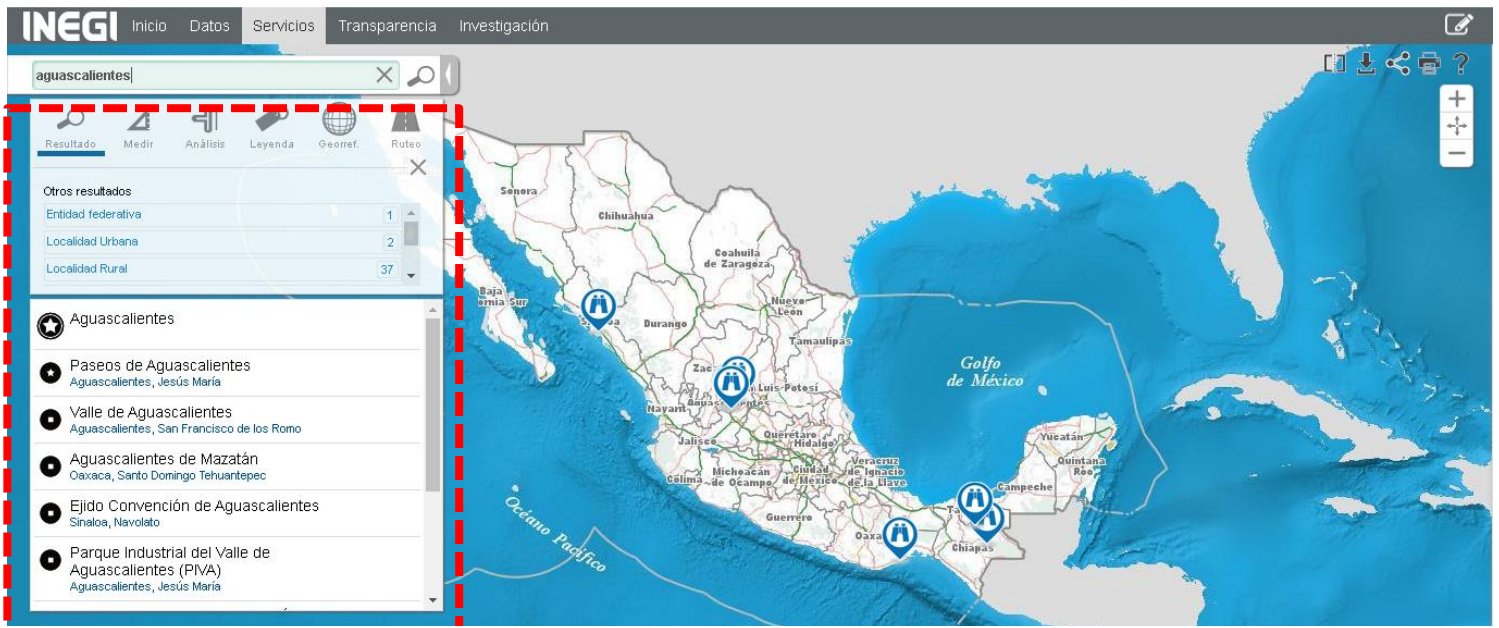 INEGI Inicio Datos Servicios Transparencia Investigación
aguascalientes
Resultado Medir Análisis Leyenda Georref. Ruteo
Otros resultados
Entidad federativa 1
Localidad Urbana 2
Localidad Rural 37
Aguascalientes
Paseos de Aguascalientes
Aguascalientes, Jesús María
Valle de Aguascalientes
Aguascalientes, San Francisco de los Romo
Aguascalientes de Mazatán
Oaxaca, Santo Domingo Tehuantepec
Ejido Convención de Aguascalientes
Sinaloa, Navolato
Parque Industrial del Valle de
Aguascalientes (PIVA)
Aguascalientes, Jesús María
Sonora
Chihuahua
Coahuila
de Zaragoza
Baja
Sur
Nuevo
León
Durango
Tamaulipas
Zac
Luis Potosí
Golfo
de México
Nayarit
Jalisco
Querétaro
Hidalgo
Yucatán
Quintana
Roo
Campeche
Veracruz
de Ignacio
de la Llave
Michoacán
de Ocampo
Ciudad
de México
Colima
Guerrero
Oaxa
Chiapas
Océano Pacífico